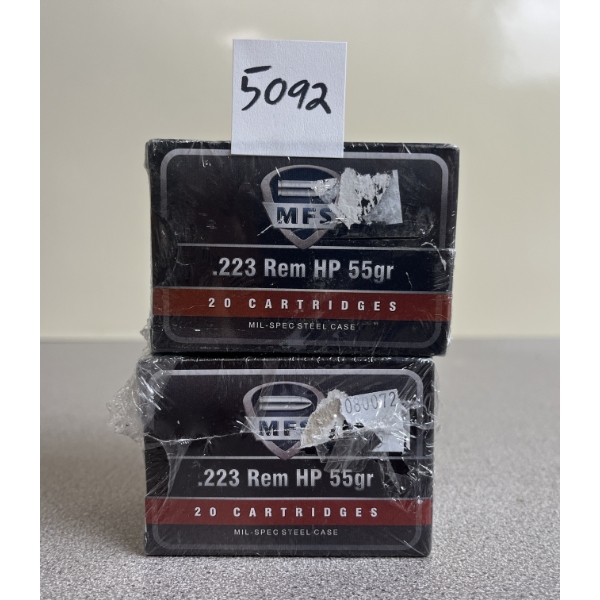 5092
MFS
.223 Rem HP 55gr
20 CARTRIDGES
MIL-SPEC STEEL CASE
MFS
.223 Rem HP 55gr
20 CARTRIDGES
MIL-SPEC STEEL CASE